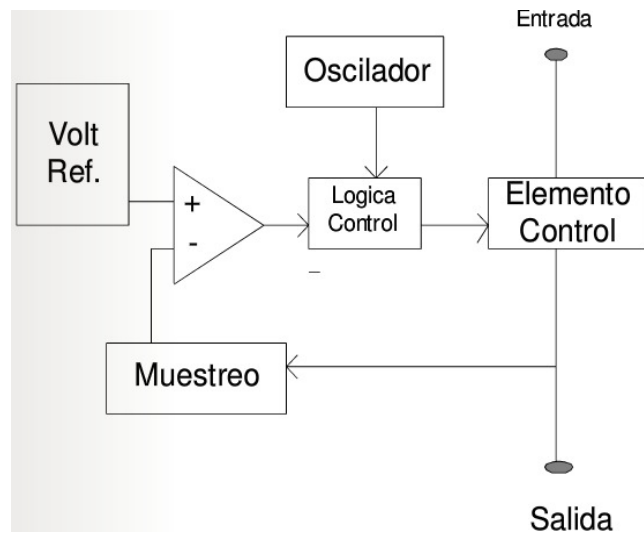 Entrada
Oscilador
Volt
Ref.
+
-
Logica
Control
Elemento
Control
Muestreo
Salida